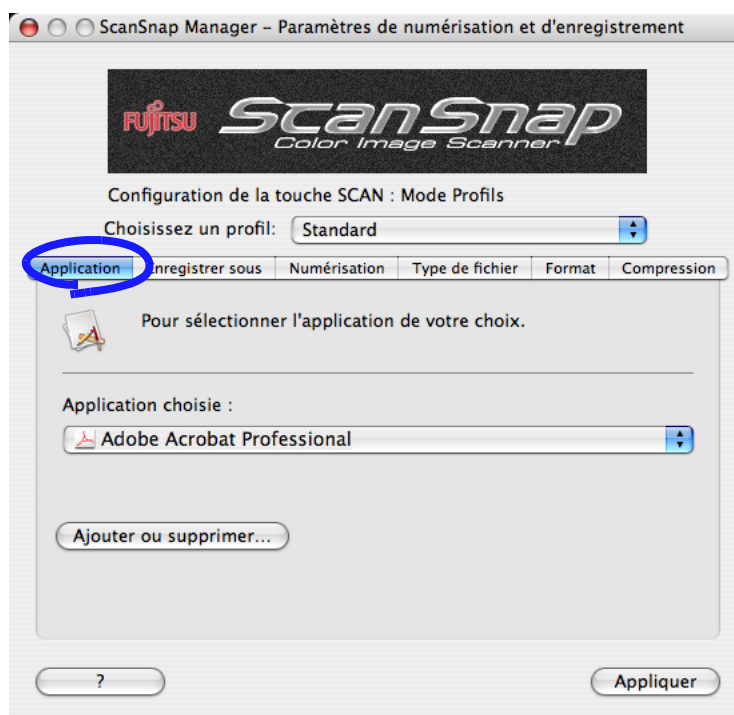 ScanSnap Manager – Paramètres de numérisation et d'enregistrement
FUJITSU ScanSnap
Color Image Scanner
Configuration de la touche SCAN : Mode Profils
Choisissez un profil: Standard
Application Enregistrer sous Numérisation Type de fichier Format Compression
Pour sélectionner l'application de votre choix.
Application choisie :
Adobe Acrobat Professional
Ajouter ou supprimer...
? Appliquer